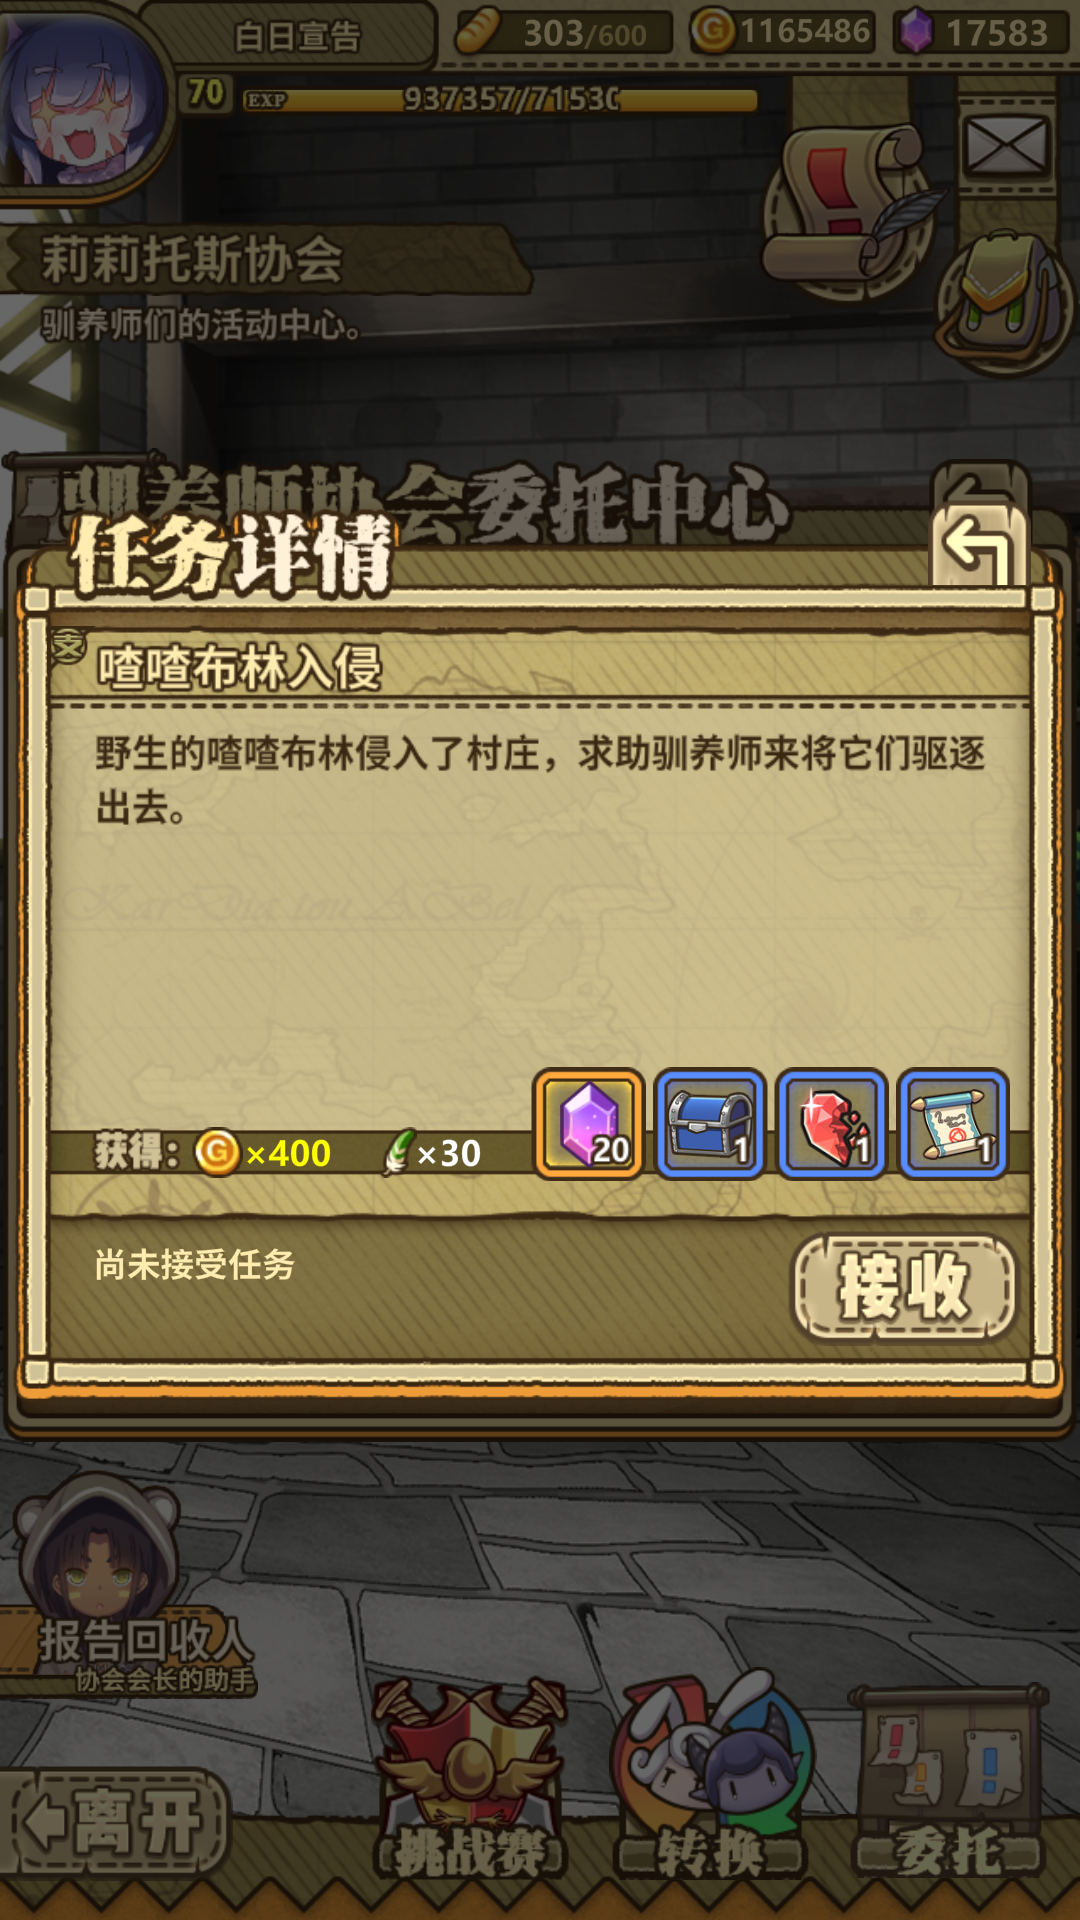 白日宣告
303/600
1165486
17583
70
EXP
937357/71530
莉莉托斯协会
驯养师们的活动中心。
驯养师协会委托中心
任务详情
支
喳喳布林入侵
野生的喳喳布林侵入了村庄，求助驯养师来将它们驱逐
出去。
KarDia tou ABel
获得：
G
×400
×30
20
1
1
1
尚未接受任务
接收
报告回收人
协会会长的助手
离开
挑战赛
转换
委托